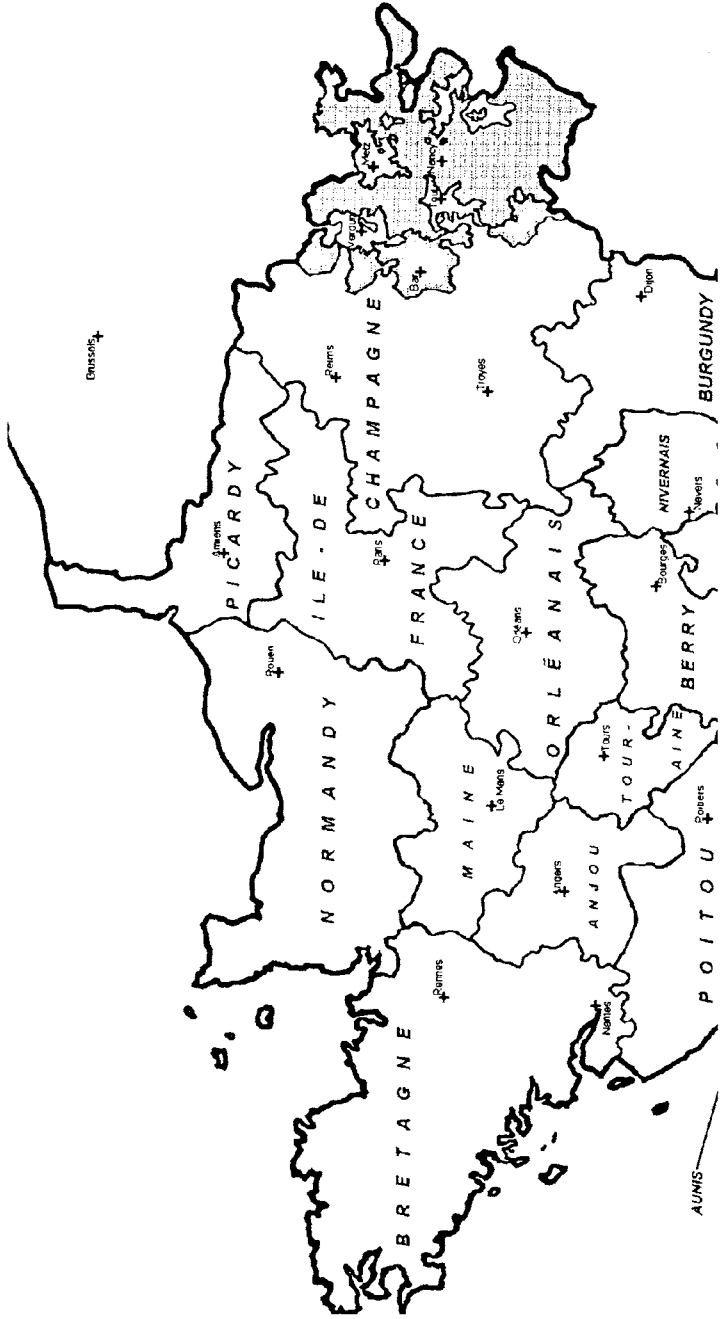 Brussels
PICARDY
Amiens
ILE-DE
FRANCE
Paris
CHAMPAGNE
Reims
Troyes
Verdun
Metz
Bar
Nancy
NORMANDY
Rouen
BRETAGNE
Rennes
Nantes
MAINE
Le Mans
ANJOU
Angers
TOUR-
AINE
Tours
ORLÉANAIS
Orléans
BERRY
Bourges
NIVERNAIS
Nevers
BURGUNDY
Dijon
POITOU
Poitiers
AUNIS